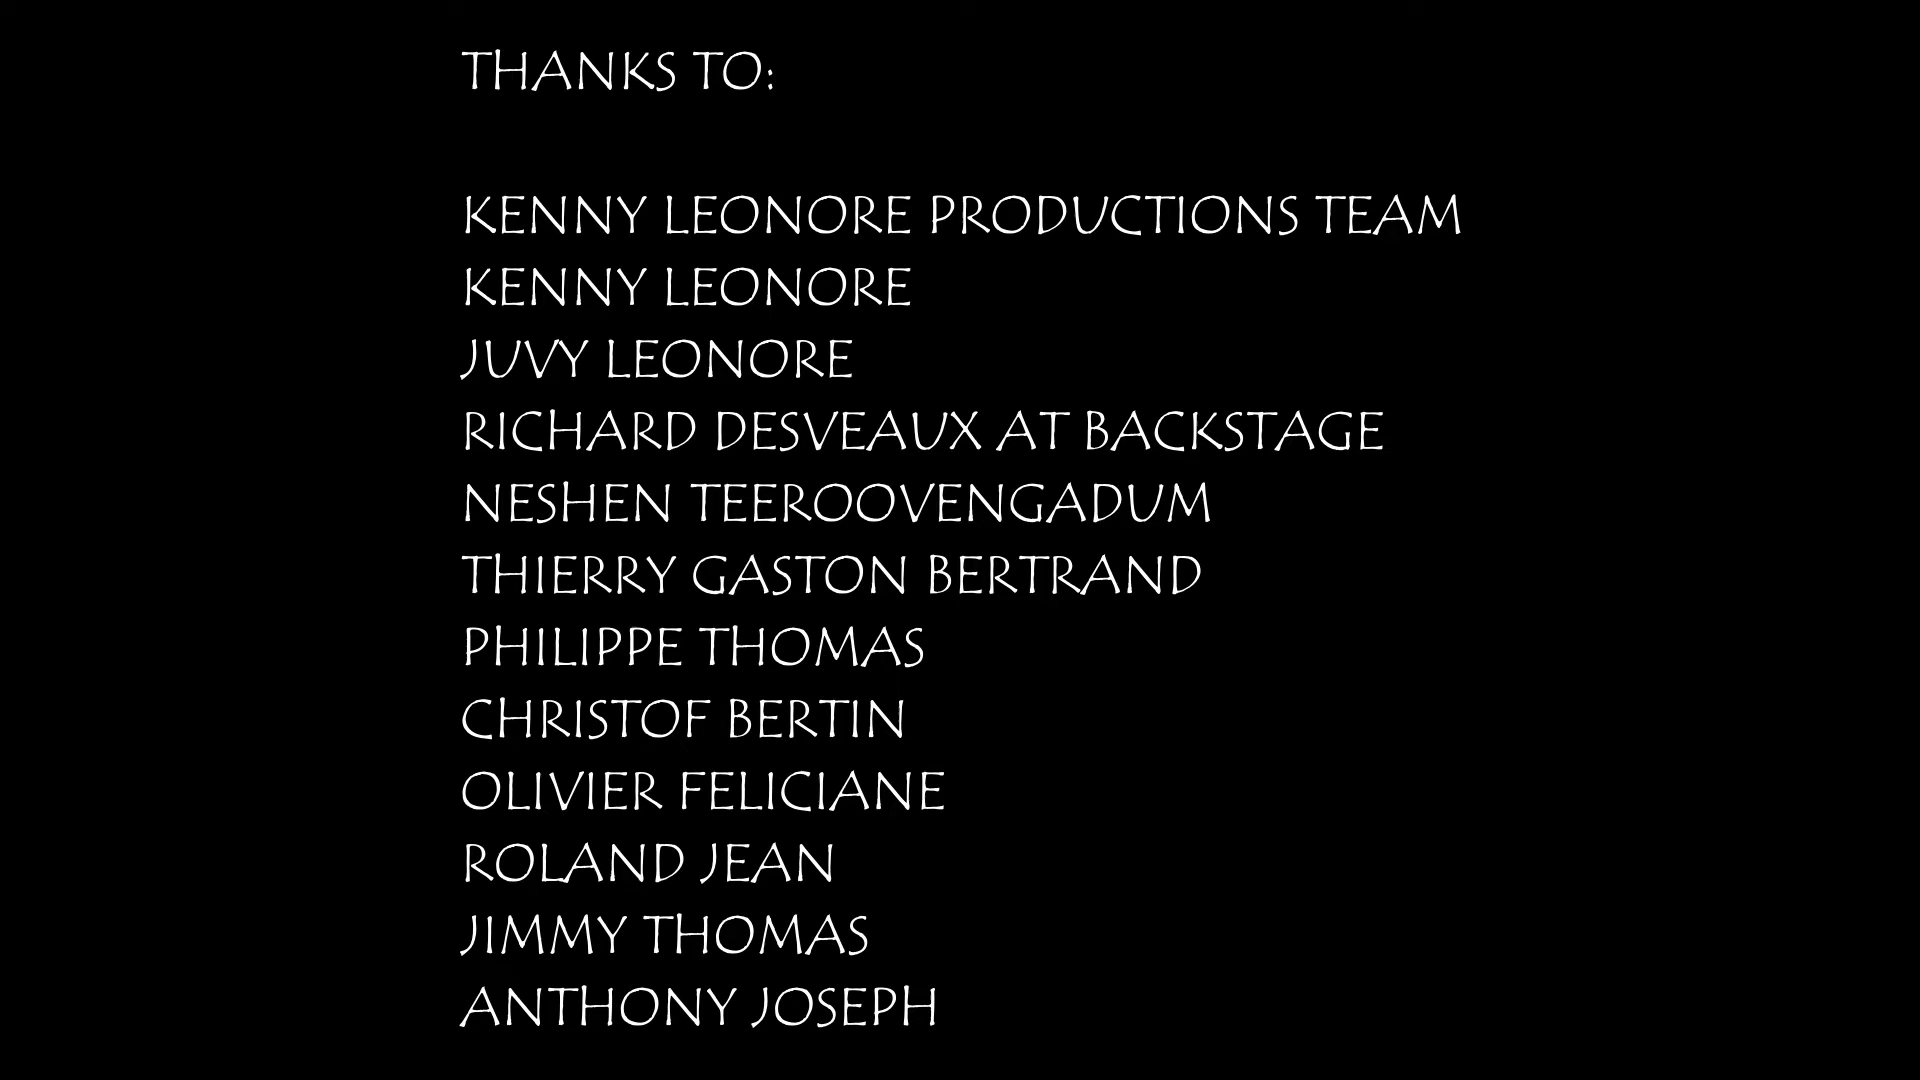 THANKS TO:
KENNY LEONORE PRODUCTIONS TEAM
KENNY LEONORE
JUVY LEONORE
RICHARD DESVEAUX AT BACKSTAGE
NESHEN TEEROOVENGADUM
THIERRY GASTON BERTRAND
PHILIPPE THOMAS
CHRISTOF BERTIN
OLIVIER FELICIANE
ROLAND JEAN
JIMMY THOMAS
ANTHONY JOSEPH